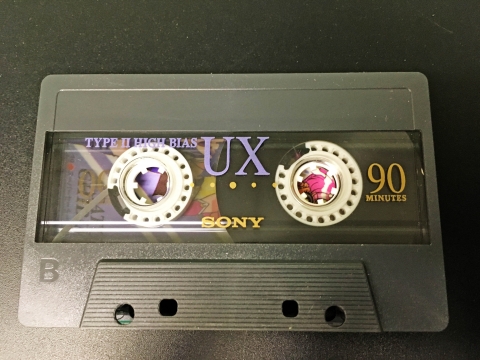 TYPE II HIGH BIAS UX
90
MINUTES
SONY
B